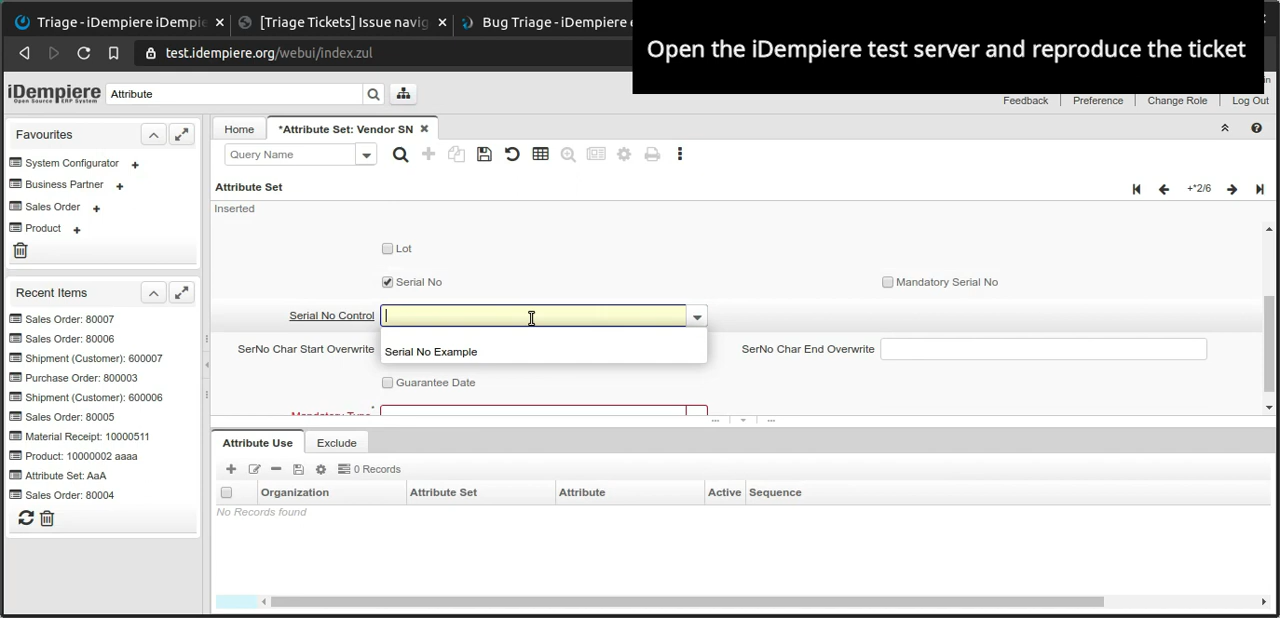 Triage - iDempiere iDempie
[Triage Tickets] Issue navig
Bug Triage - iDempiere e
Open the iDempiere test server and reproduce the ticket
test.idempiere.org/webui/index.zul
iDempiere
Open Source ERP System
Attribute
Feedback
Preference
Change Role
Log Out
Favourites
System Configurator
Business Partner
Sales Order
Product
Recent Items
Sales Order: 80007
Sales Order: 80006
Shipment (Customer): 600007
Purchase Order: 800003
Shipment (Customer): 600006
Sales Order: 80005
Material Receipt: 10000511
Product: 10000002 aaaa
Attribute Set: AaA
Sales Order: 80004
Home
*Attribute Set: Vendor SN
Query Name
Attribute Set
+*2/6
Inserted
Lot
Serial No
Mandatory Serial No
Serial No Control
Serial No Example
SerNo Char Start Overwrite
SerNo Char End Overwrite
Guarantee Date
Mandatory Type
Attribute Use
Exclude
0 Records
Organization
Attribute Set
Attribute
Active
Sequence
No Records found